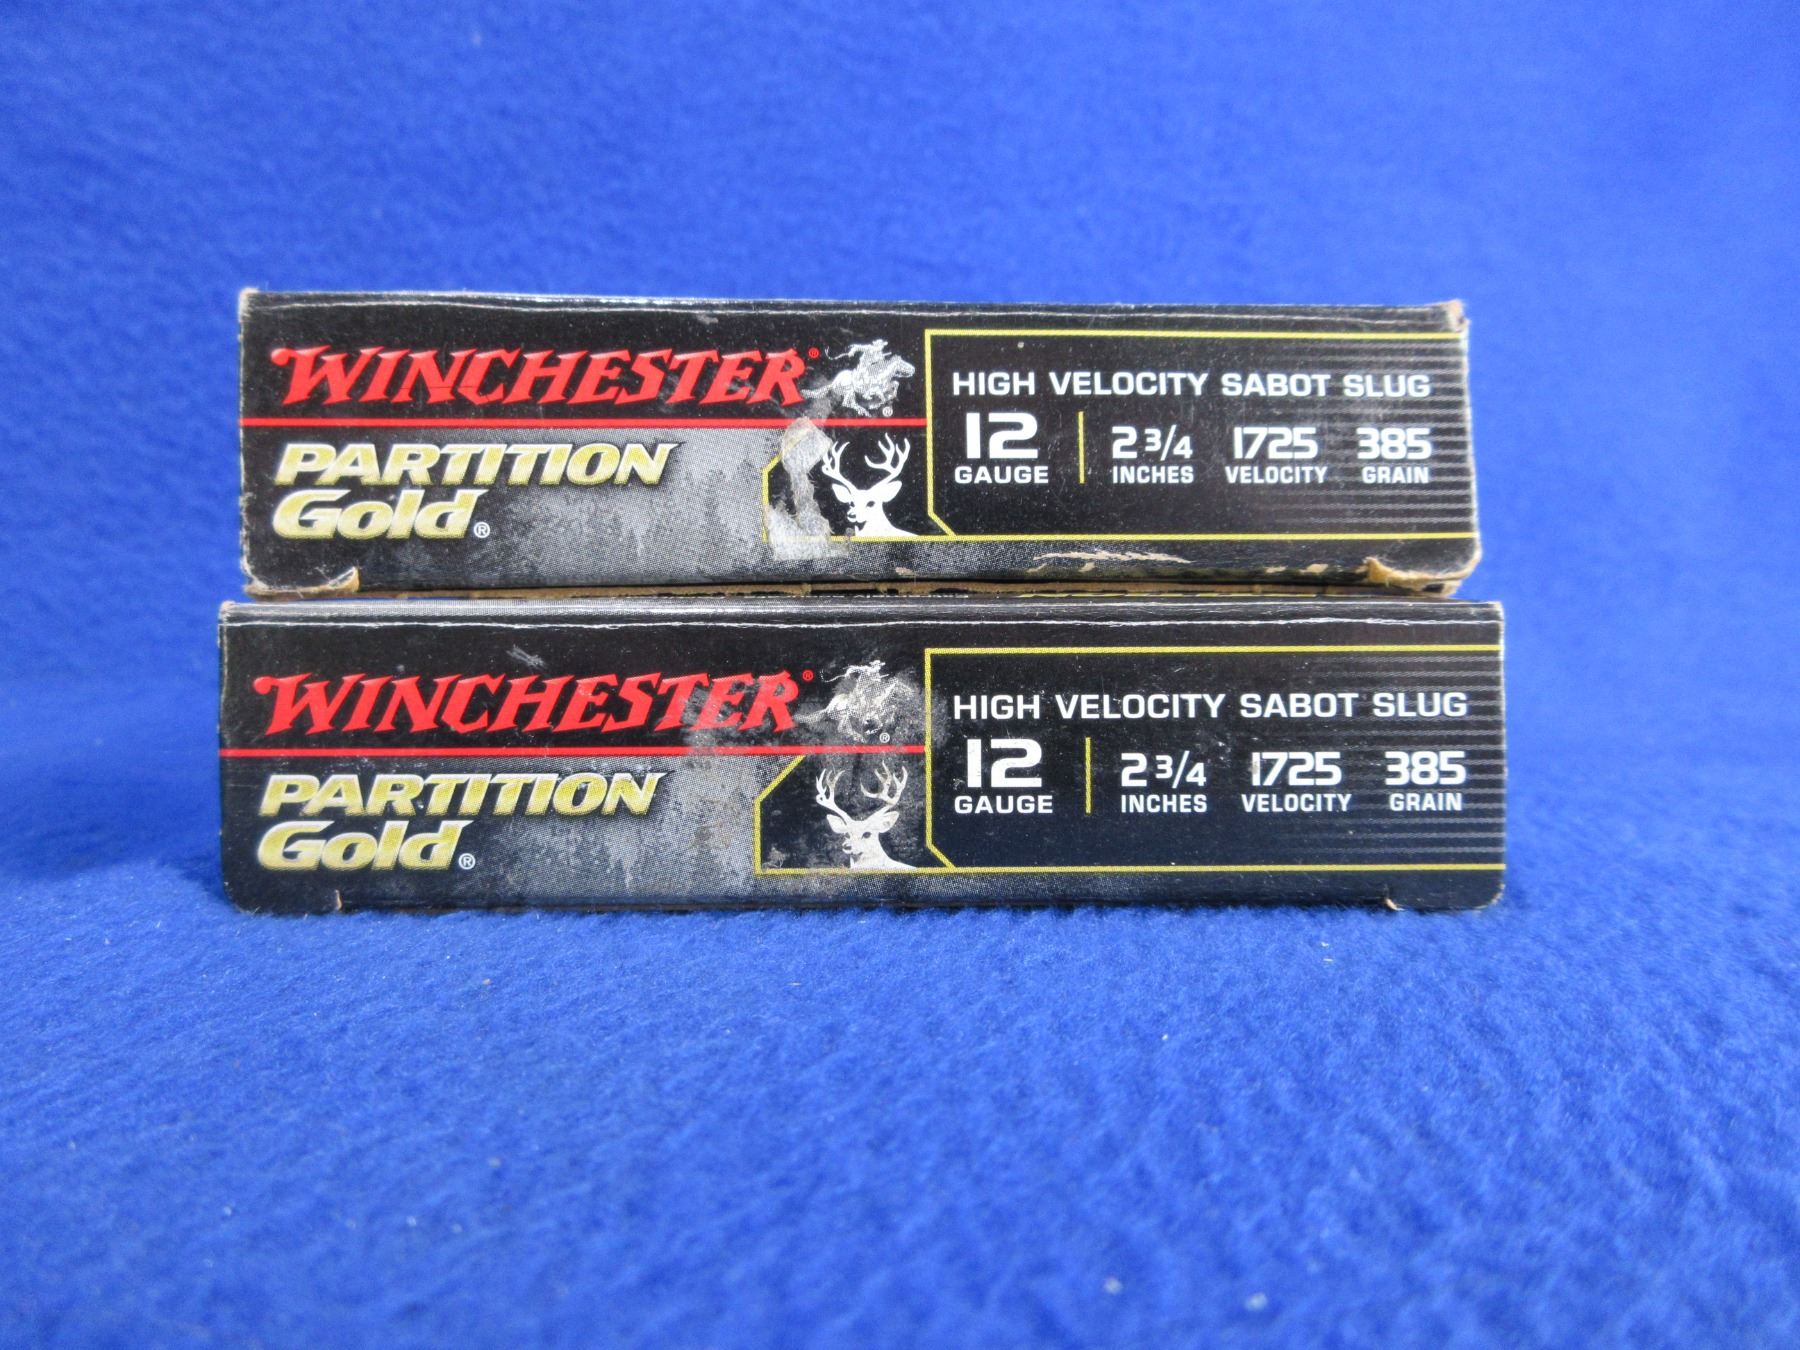 WINCHESTER®
PARTITION
Gold®
HIGH VELOCITY SABOT SLUG
12 2 3/4 1725 385
GAUGE INCHES VELOCITY GRAIN
WINCHESTER®
PARTITION
Gold®
HIGH VELOCITY SABOT SLUG
12 2 3/4 1725 385
GAUGE INCHES VELOCITY GRAIN